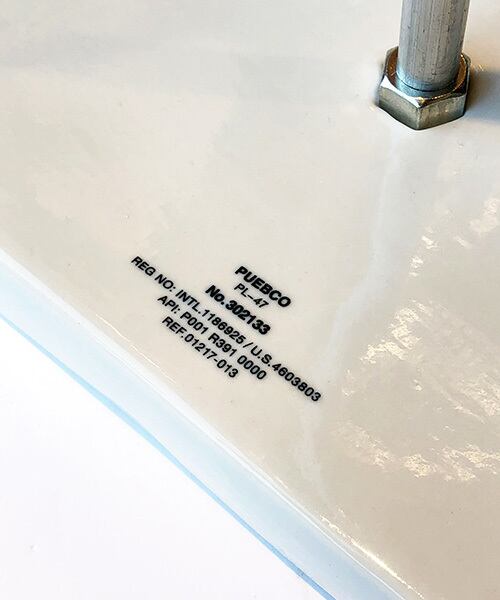 PUEBCO
PL-47
No.302133
REG NO: INTL.1186925 / U.S.4603803
API: P001 R391 0000
REF.01217-013